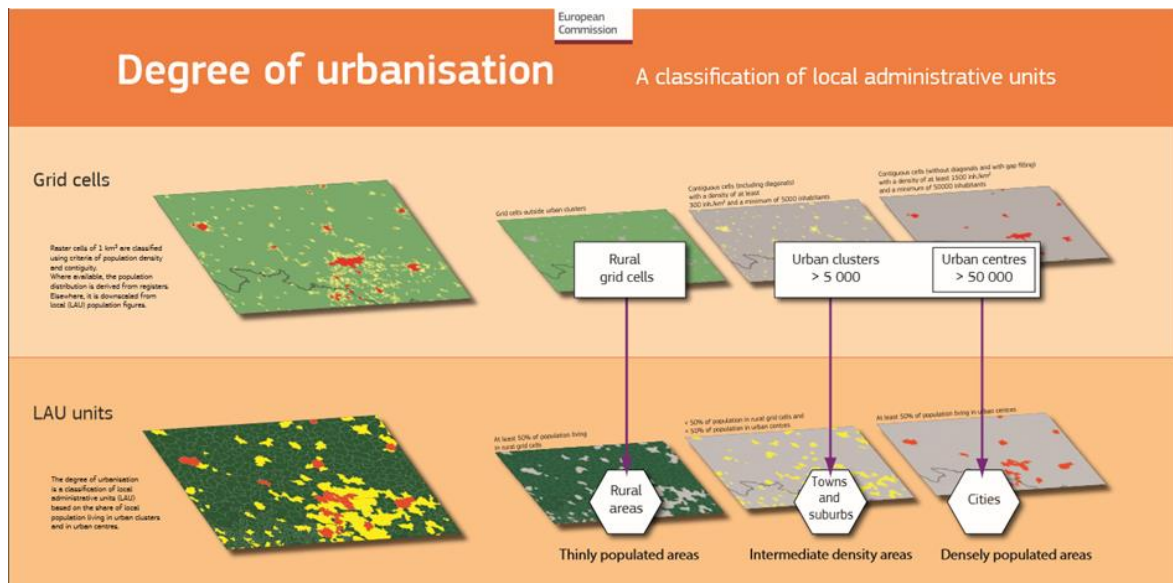 European
Commission
Degree of urbanisation
A classification of local administrative units
Grid cells
Raster cells of 1 km² are classified
using criteria of population density
and contiguity.
Where available, the population
distribution is derived from registers.
Elsewhere, it is downscaled from
local (LAU) population figures.
Grid cells outside urban clusters
Contiguous cells (including diagonals)
with a density of at least
300 inh./km² and a minimum of 5000 inhabitants
Contiguous cells (without diagonals and with gap filling)
with a density of at least 1500 inh./km²
and a minimum of 50000 inhabitants
Rural
grid cells
Urban clusters
> 5 000
Urban centres
> 50 000
LAU units
The degree of urbanisation
is a classification of local
administrative units (LAU)
based on the share of local
population living in urban clusters
and in urban centres.
At least 50% of population living
in rural grid cells
< 50% of population in rural grid cells and
< 50% of population in urban centres
At least 50% of population living in urban centres
Rural
areas
Towns
and
suburbs
Cities
Thinly populated areas
Intermediate density areas
Densely populated areas